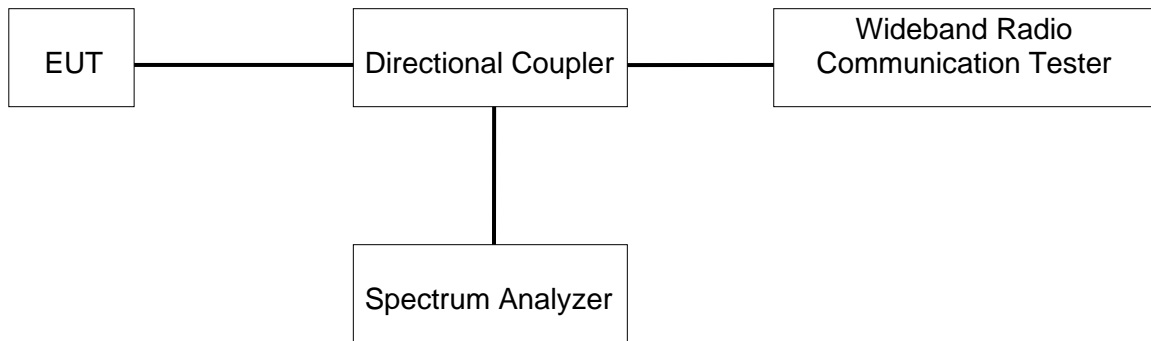 EUT
Directional Coupler
Wideband Radio
Communication Tester
Spectrum Analyzer